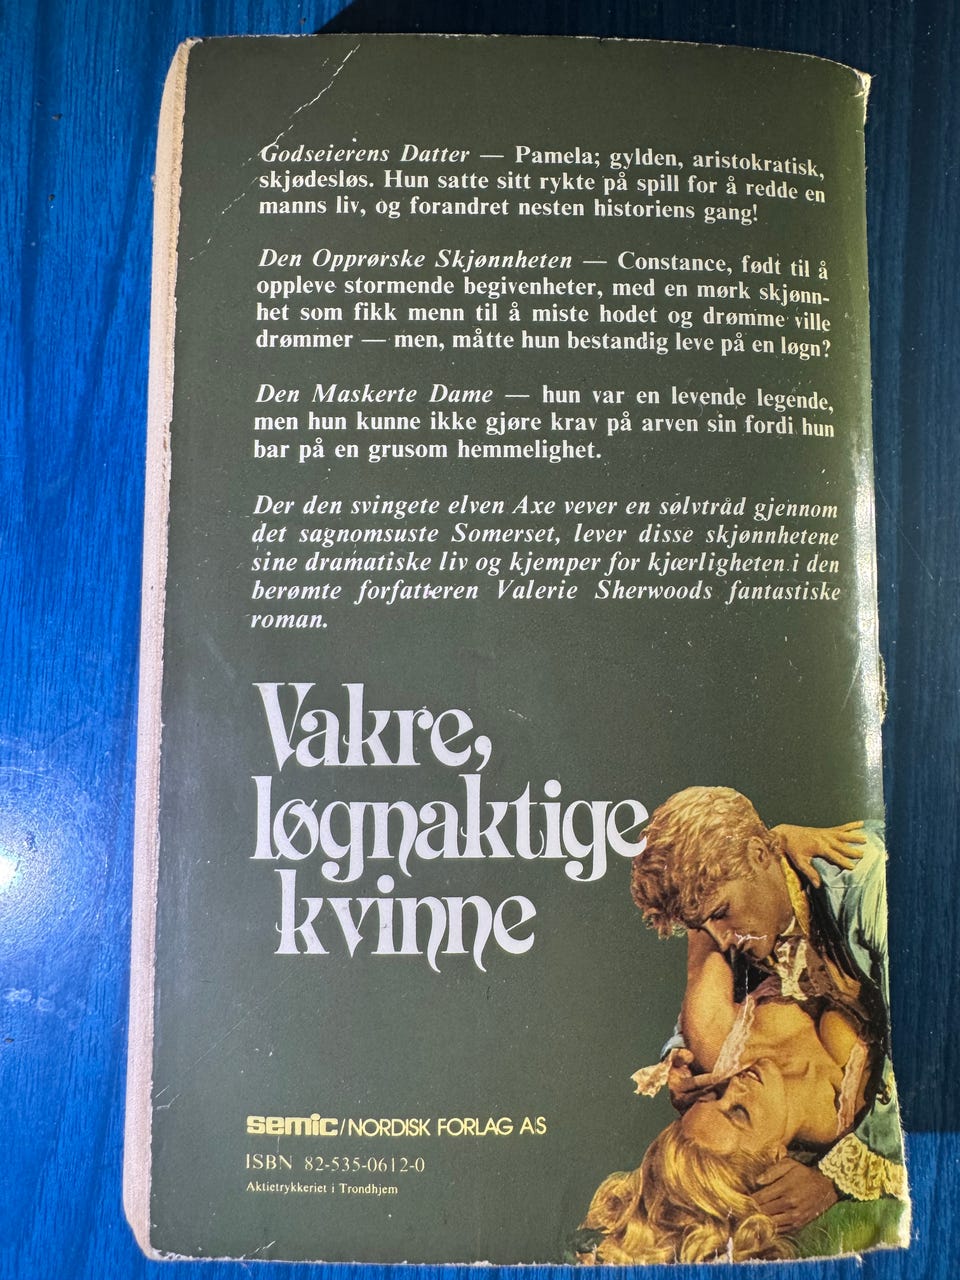 Godseierens Datter — Pamela; gylden, aristokratisk,
skjødesløs. Hun satte sitt rykte på spill for å redde en
manns liv, og forandret nesten historiens gang!
Den Opprørske Skjønnheten — Constance, født til å
oppleve stormende begivenheter, med en mørk skjønn-
het som fikk menn til å miste hodet og drømme ville
drømmer — men, måtte hun bestandig leve på en løgn?
Den Maskerte Dame — hun var en levende legende,
men hun kunne ikke gjøre krav på arven sin fordi hun
bar på en grusom hemmelighet.
Der den svingete elven Axe vever en sølvtråd gjennom
det sagnomsuste Somerset, lever disse skjønnhetene
sine dramatiske liv og kjemper for kjærligheten i den
berømte forfatteren Valerie Sherwoods fantastiske
roman.
Vakre,
løgnaktige
kvinne
semic/NORDISK FORLAG A/S
ISBN 82-535-0612-0
Aktietrykkeriet i Trondhjem